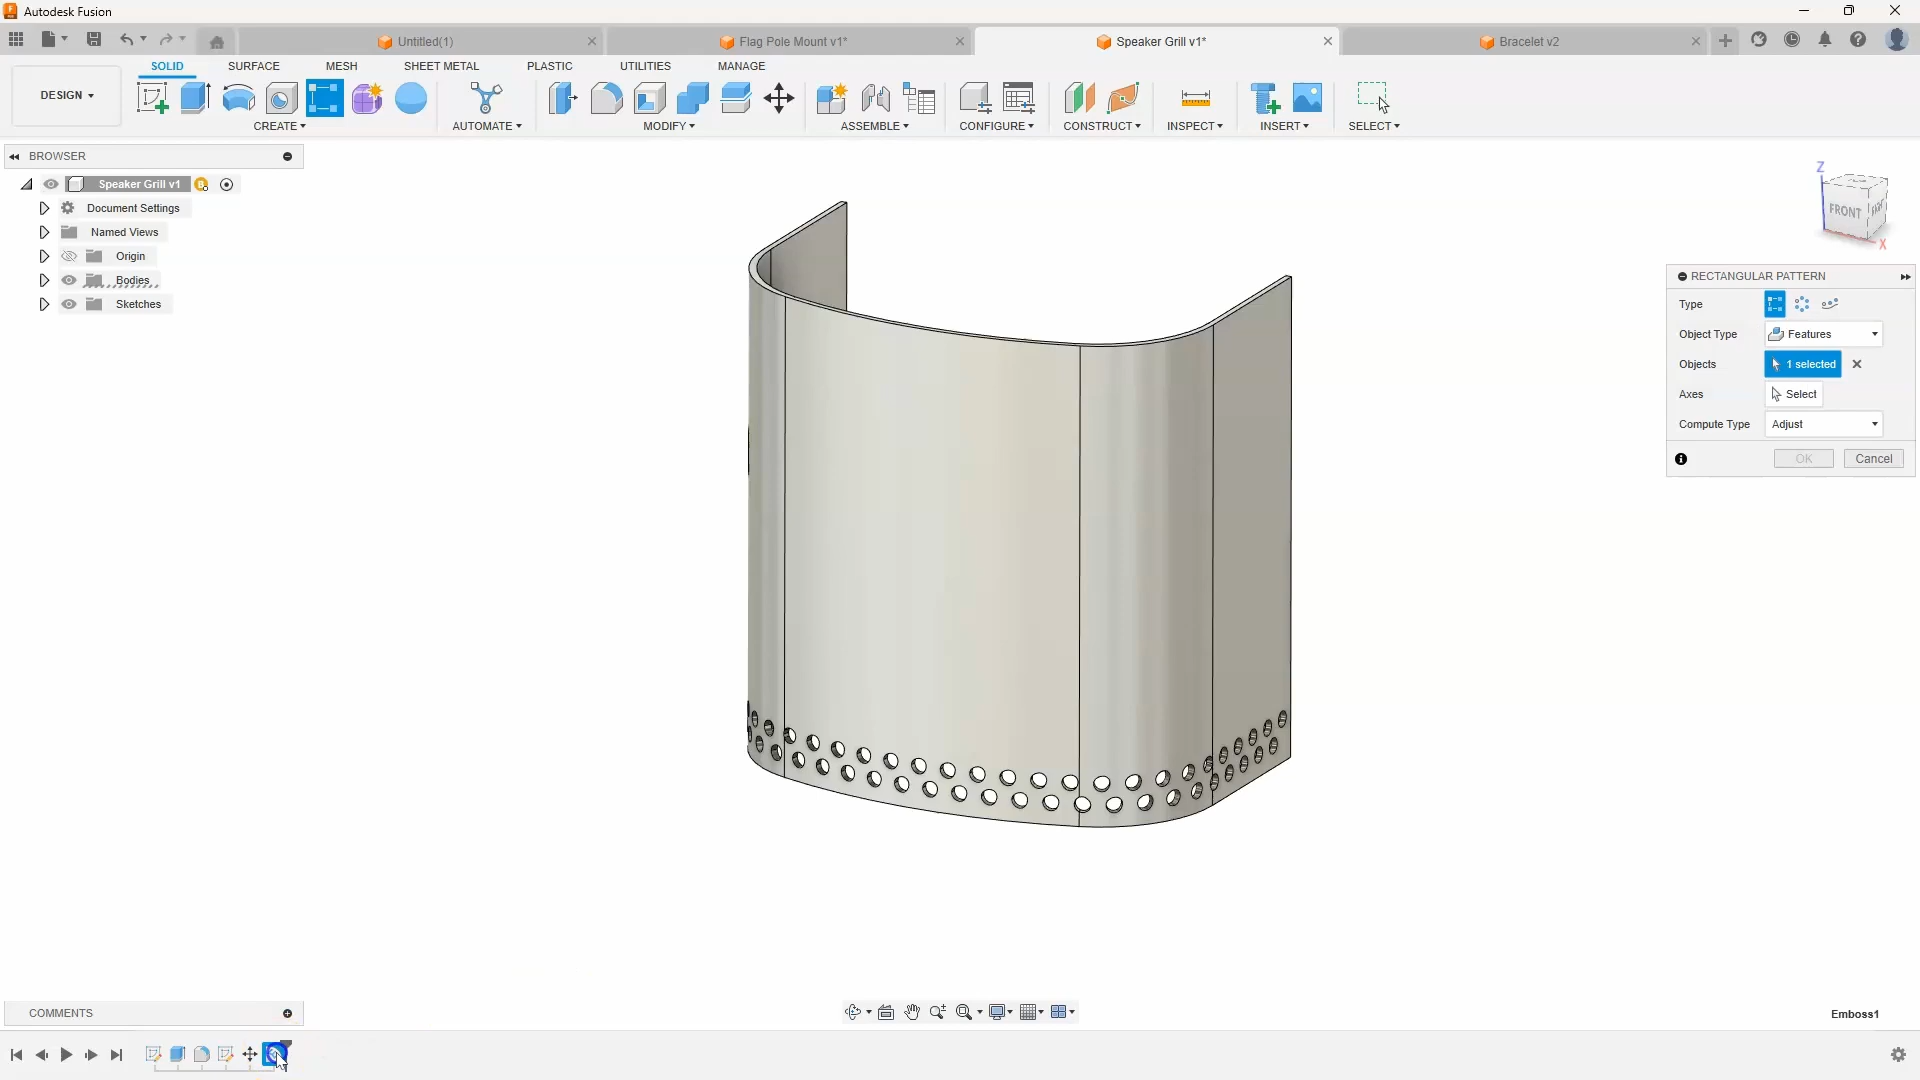 Autodesk Fusion
Untitled(1)
Flag Pole Mount v1*
Speaker Grill v1*
Bracelet v2
DESIGN
SOLID
SURFACE
MESH
SHEET METAL
PLASTIC
UTILITIES
MANAGE
CREATE
AUTOMATE
MODIFY
ASSEMBLE
CONFIGURE
CONSTRUCT
INSPECT
INSERT
SELECT
BROWSER
Speaker Grill v1
Document Settings
Named Views
Origin
Bodies
Sketches
Z
FRONT
X
RECTANGULAR PATTERN
Type
Object Type
Features
Objects
1 selected
Axes
Select
Compute Type
Adjust
OK
Cancel
COMMENTS
Emboss1